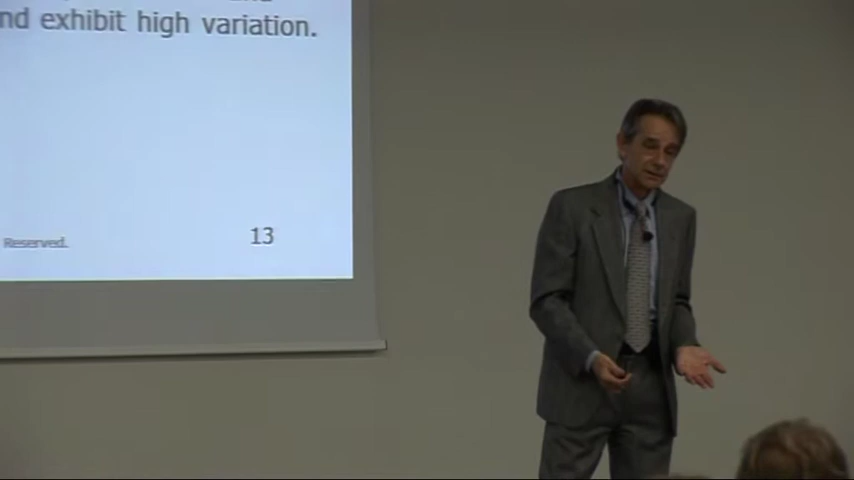 nd exhibit high variation.
Reserved.
13